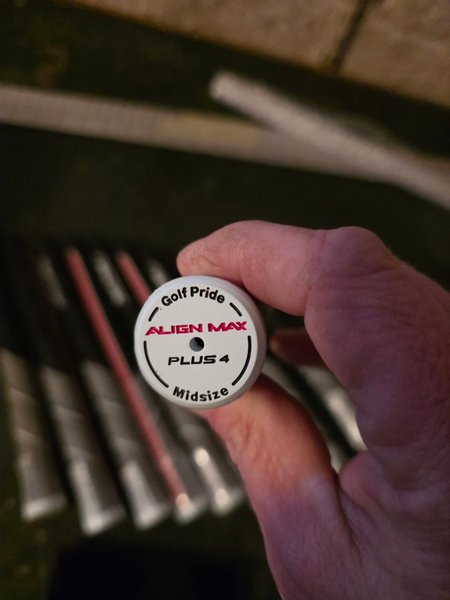 Golf Pride
ALIGN MAX
PLUS 4
Midsize